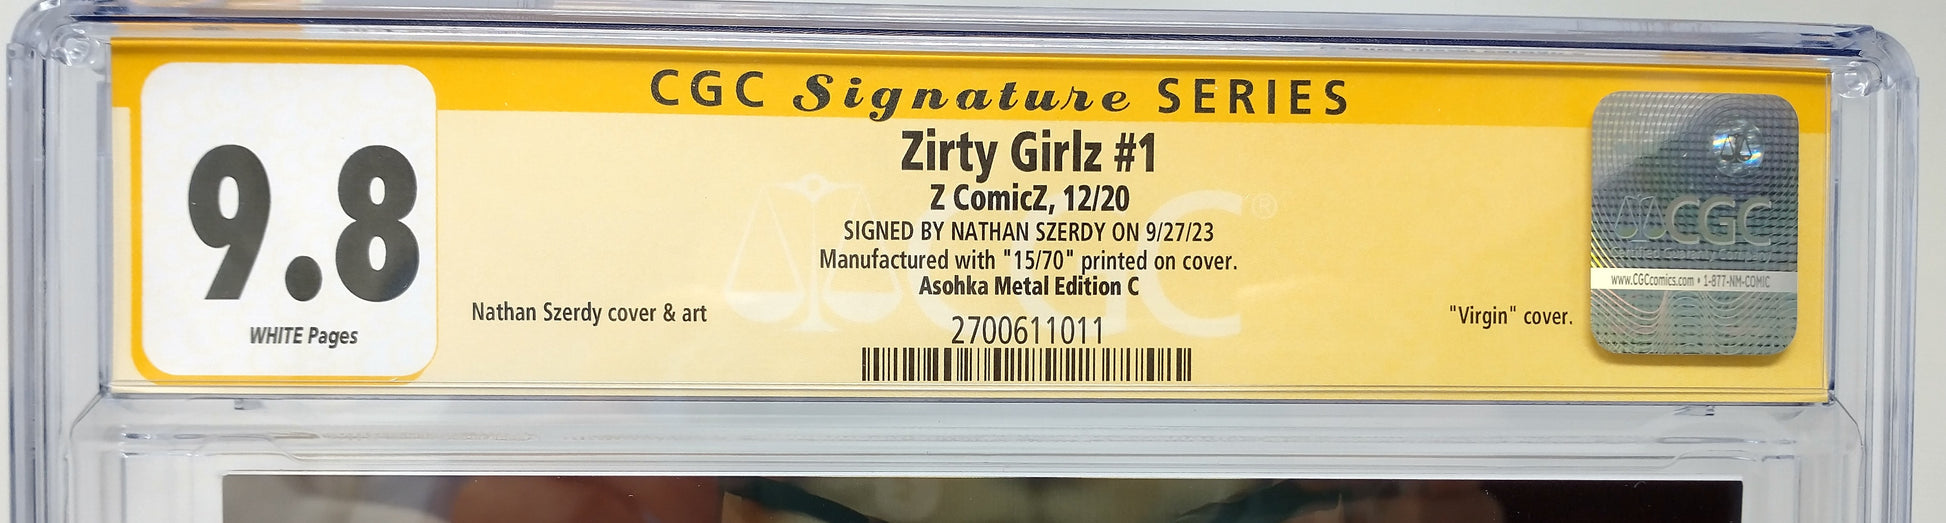 CGC Signature SERIES
9.8
WHITE Pages
Zirty Girlz #1
Z ComicZ, 12/20
SIGNED BY NATHAN SZERDY ON 9/27/23
Manufactured with "15/70" printed on cover.
Asohka Metal Edition C
Nathan Szerdy cover & art
"Virgin" cover.
2700611011
CGC
www.CGCcomics.com • 1-877-NM-COMIC
CGC®